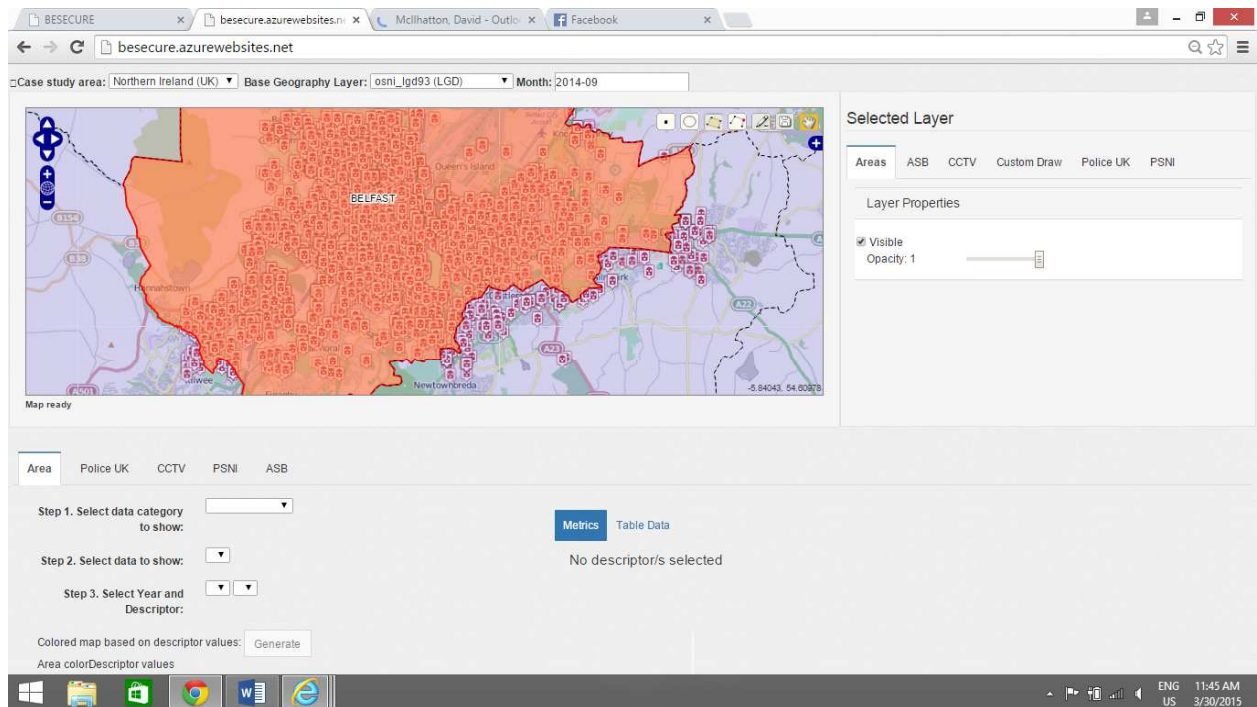 BESECURE
besecure.azurewebsites.n
McIlhatton, David - Outlo
Facebook
besecure.azurewebsites.net
Case study area: Northern Ireland (UK) Base Geography Layer: osni_lgd93 (LGD) Month: 2014-09
Selected Layer
Areas ASB CCTV Custom Draw Police UK PSNI
Layer Properties
Visible
Opacity: 1
Queen's Island
BELFAST
B154
B38
Hannahstown
A22
A23
A501
Newtownbreda
-5.84043, 54.60978
Map ready
Area Police UK CCTV PSNI ASB
Step 1. Select data category
to show:
Metrics Table Data
Step 2. Select data to show:
No descriptor/s selected
Step 3. Select Year and
Descriptor:
Colored map based on descriptor values: Generate
Area colorDescriptor values
ENG 11:45 AM
US 3/30/2015